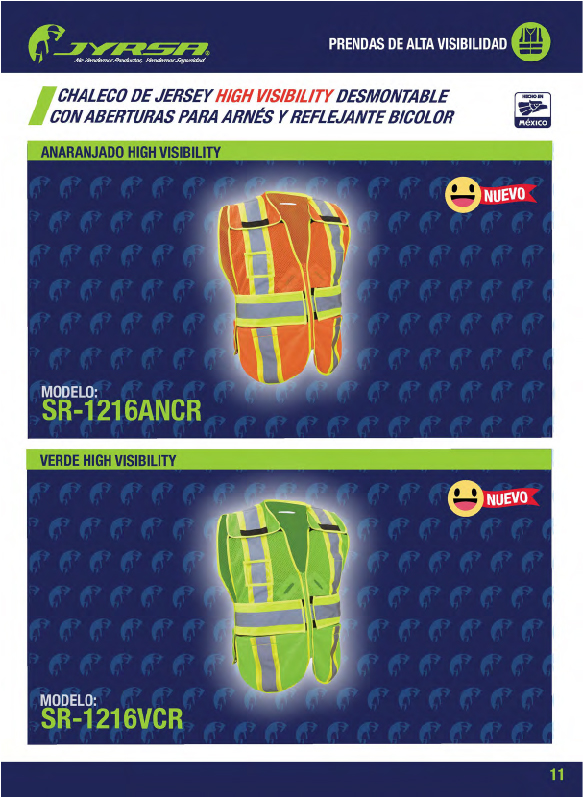 JYRSA
No Vendemos Productos, Vendemos Seguridad
PRENDAS DE ALTA VISIBILIDAD
CHALECO DE JERSEY HIGH VISIBILITY DESMONTABLE
CON ABERTURAS PARA ARNÉS Y REFLEJANTE BICOLOR
HECHO EN
MÉXICO
ANARANJADO HIGH VISIBILITY
NUEVO
MODELO:
SR-1216ANCR
VERDE HIGH VISIBILITY
NUEVO
MODELO:
SR-1216VCR
11